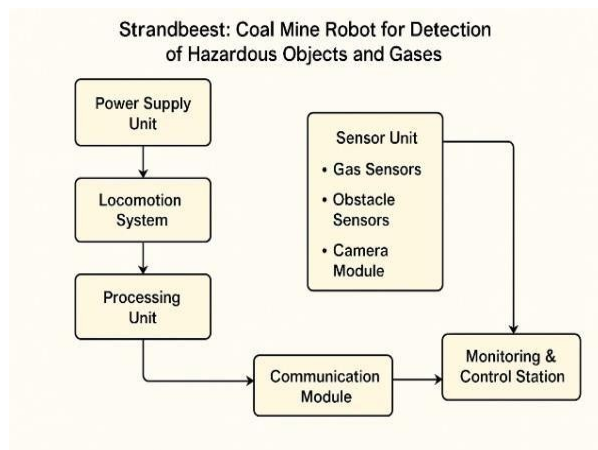 Strandbeest: Coal Mine Robot for Detection
of Hazardous Objects and Gases
Power Supply
Unit
Locomotion
System
Processing
Unit
Sensor Unit
• Gas Sensors
• Obstacle
Sensors
• Camera
Module
Communication
Module
Monitoring &
Control Station